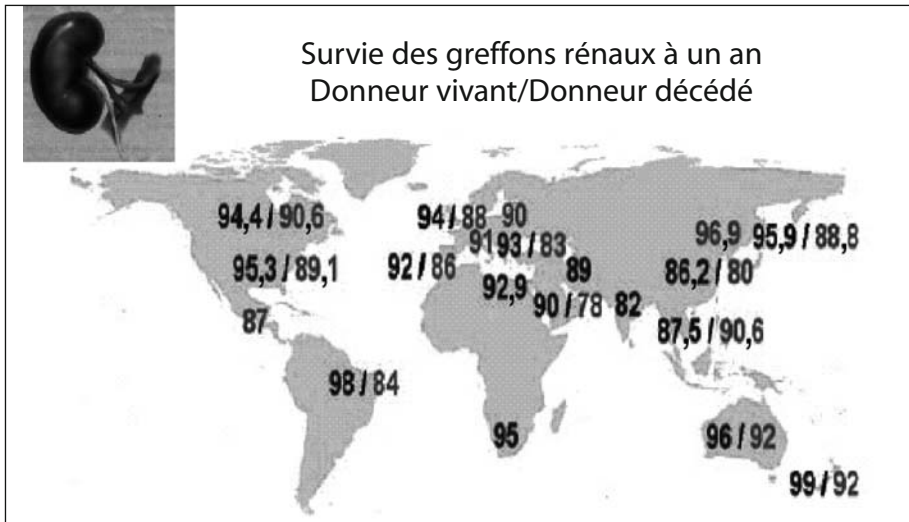 Survie des greffons rénaux à un an
Donneur vivant/Donneur décédé
94,4 / 90,6
94 / 88
90
91
93 / 83
96,9
95,9 / 88,8
95,3 / 89,1
92 / 86
92,9
89
86,2 / 80
90 / 78
82
87
87,5 / 90,6
98 / 84
95
96 / 92
99 / 92